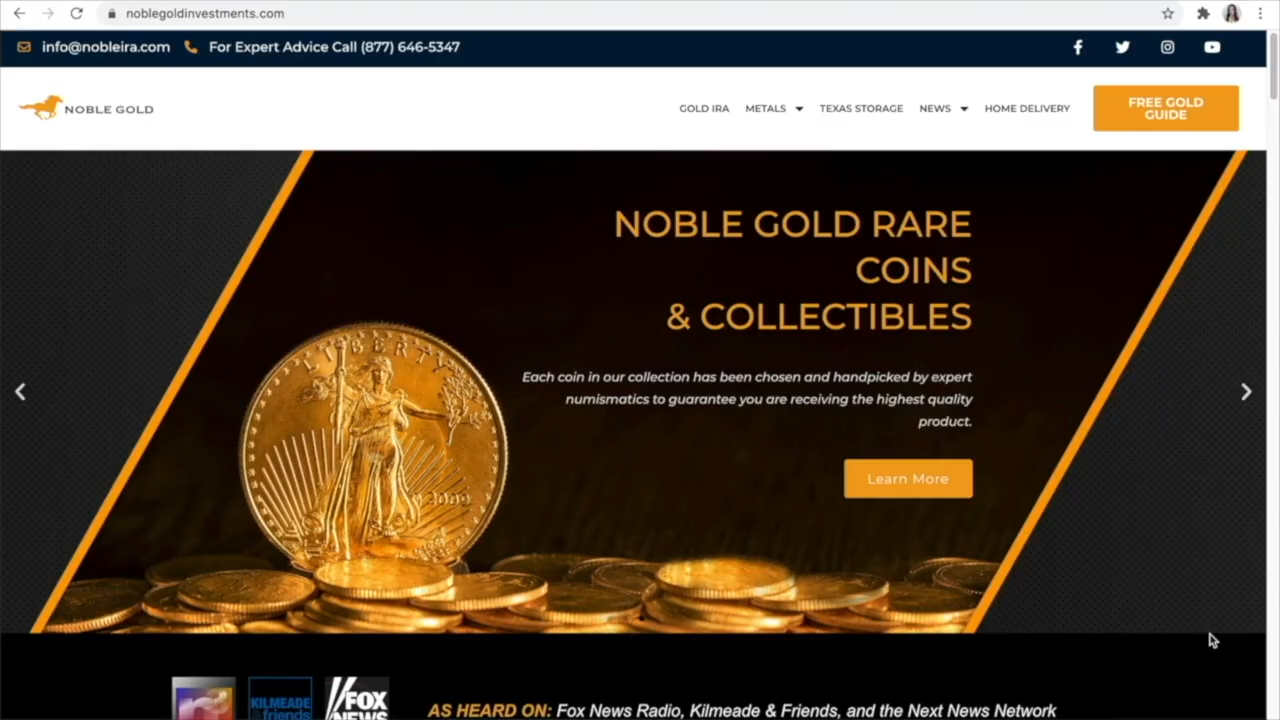 noblegoldinvestments.com
info@nobleira.com For Expert Advice Call (877) 646-5347
NOBLE GOLD
GOLD IRA METALS TEXAS STORAGE NEWS HOME DELIVERY
FREE GOLD
GUIDE
NOBLE GOLD RARE
COINS
& COLLECTIBLES
Each coin in our collection has been chosen and handpicked by expert
numismatics to guarantee you are receiving the highest quality
product.
Learn More
LIBERTY
KILMEADE
&friends
FOX
NEWS
AS HEARD ON: Fox News Radio, Kilmeade & Friends, and the Next News Network